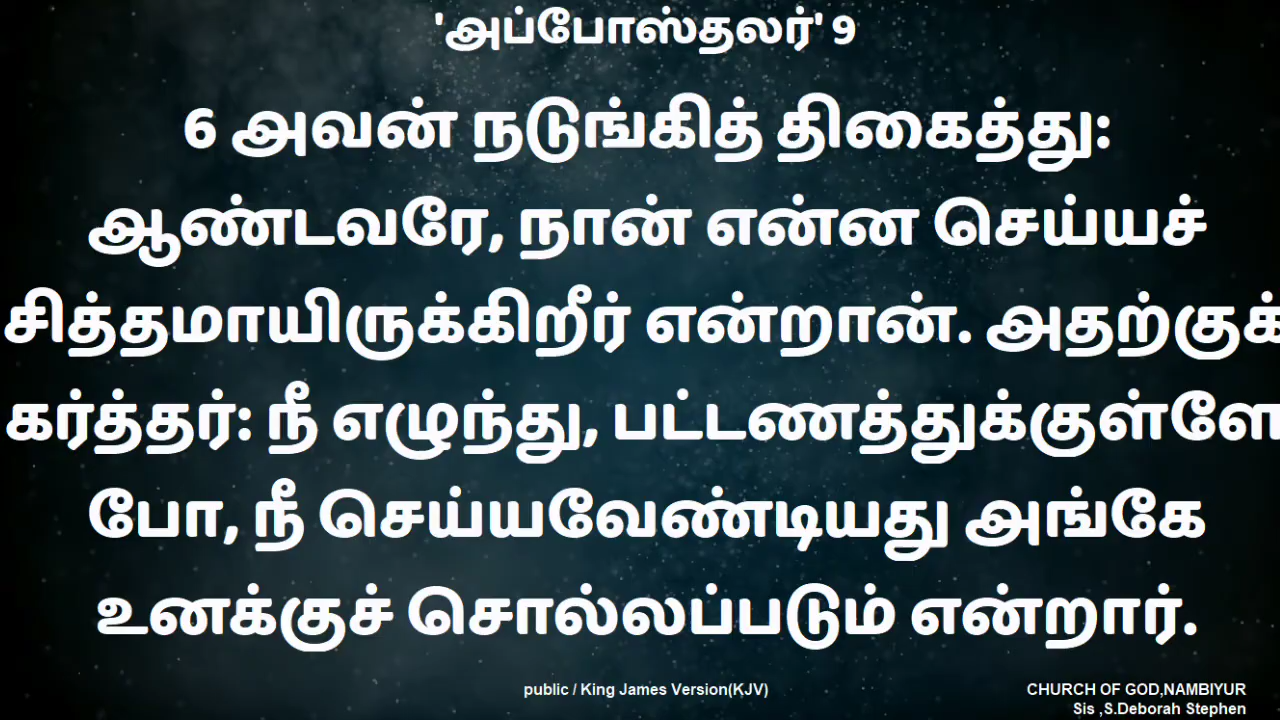 'அப்போஸ்தலர்' 9
6 அவன் நடுங்கித் திகைத்து:
ஆண்டவரே, நான் என்ன செய்யச்
சித்தமாயிருக்கிறீர் என்றான். அதற்குக்
கர்த்தர்: நீ எழுந்து, பட்டணத்துக்குள்ளே
போ, நீ செய்யவேண்டியது அங்கே
உனக்குச் சொல்லப்படும் என்றார்.
public / King James Version(KJV)
CHURCH OF GOD,NAMBIYUR
Sis ,S.Deborah Stephen